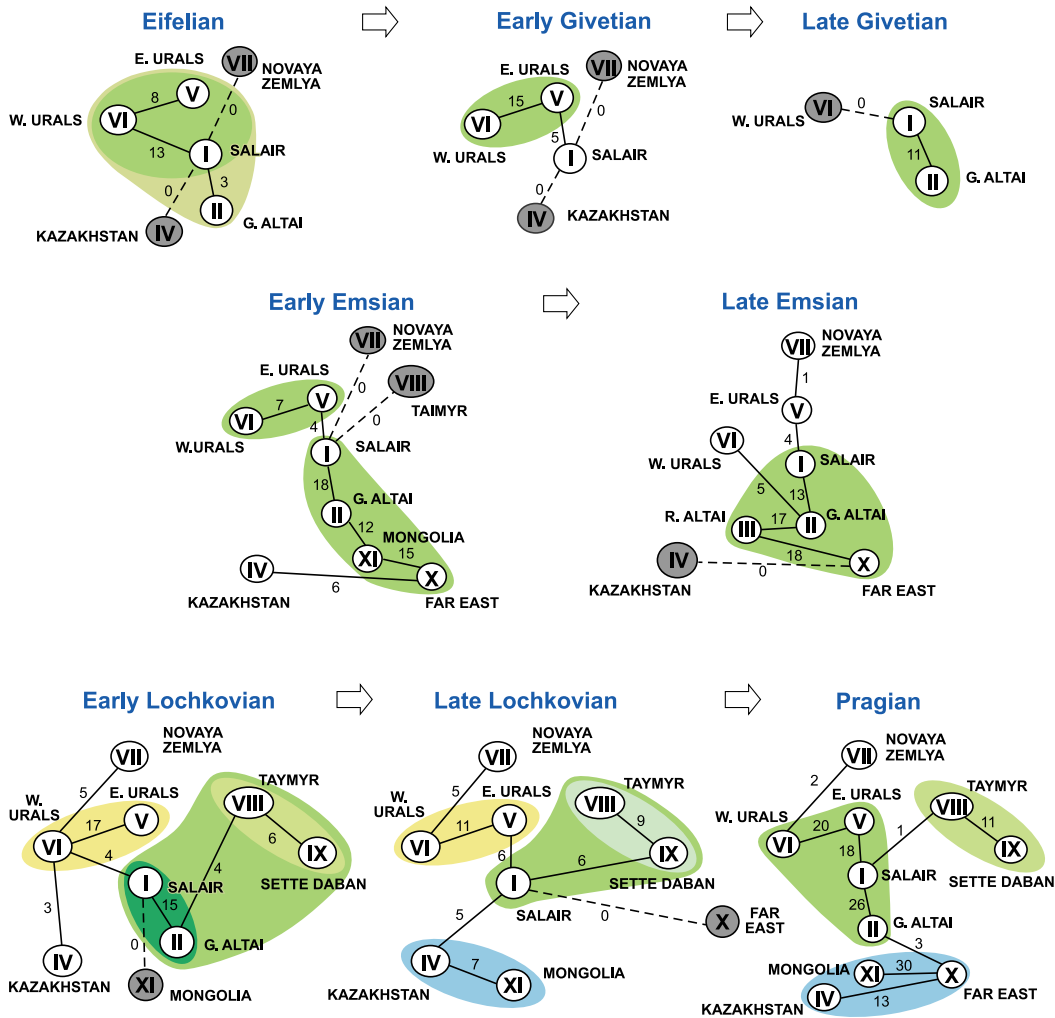 Eifelian
Early Givetian
Late Givetian
E. URALS
VII
NOVAYA
ZEMLYA
V
8
0
W. URALS
VI
13
I
SALAIR
0
3
II
G. ALTAI
IV
KAZAKHSTAN
E. URALS
VII
NOVAYA
ZEMLYA
15
V
0
VI
W. URALS
5
I
SALAIR
0
IV
KAZAKHSTAN
VI
0
SALAIR
W. URALS
I
11
II
G. ALTAI
Early Emsian
Late Emsian
VII
NOVAYA
ZEMLYA
E. URALS
0
VIII
7
V
TAIMYR
VI
4
0
W.URALS
I
SALAIR
18
G. ALTAI
II
12
MONGOLIA
XI
15
IV
X
KAZAKHSTAN
6
FAR EAST
NOVAYA
VII
ZEMLYA
1
E. URALS
V
VI
4
W. URALS
I
SALAIR
5
13
R. ALTAI
III
17
II
G. ALTAI
18
IV
0
X
KAZAKHSTAN
FAR EAST
Early Lochkovian
Late Lochkovian
Pragian
NOVAYA
VII
ZEMLYA
5
TAYMYR
W.
URALS
E. URALS
VIII
17
V
VI
6
IX
4
4
I
SALAIR
SETTE DABAN
15
3
II
G. ALTAI
0
IV
KAZAKHSTAN
XI
MONGOLIA
NOVAYA
VII
ZEMLYA
5
TAYMYR
W.
URALS
E. URALS
VIII
11
V
9
VI
IX
6
6
I
SETTE DABAN
SALAIR
0
5
X
FAR
EAST
IV
7
MONGOLIA
KAZAKHSTAN
XI
NOVAYA
VII
ZEMLYA
2
TAYMYR
E. URALS
VIII
W. URALS
20
V
1
11
VI
IX
18
I
SALAIR
SETTE DABAN
26
G. ALTAI
II
3
MONGOLIA
XI
30
X
KAZAKHSTAN
IV
13
FAR EAST